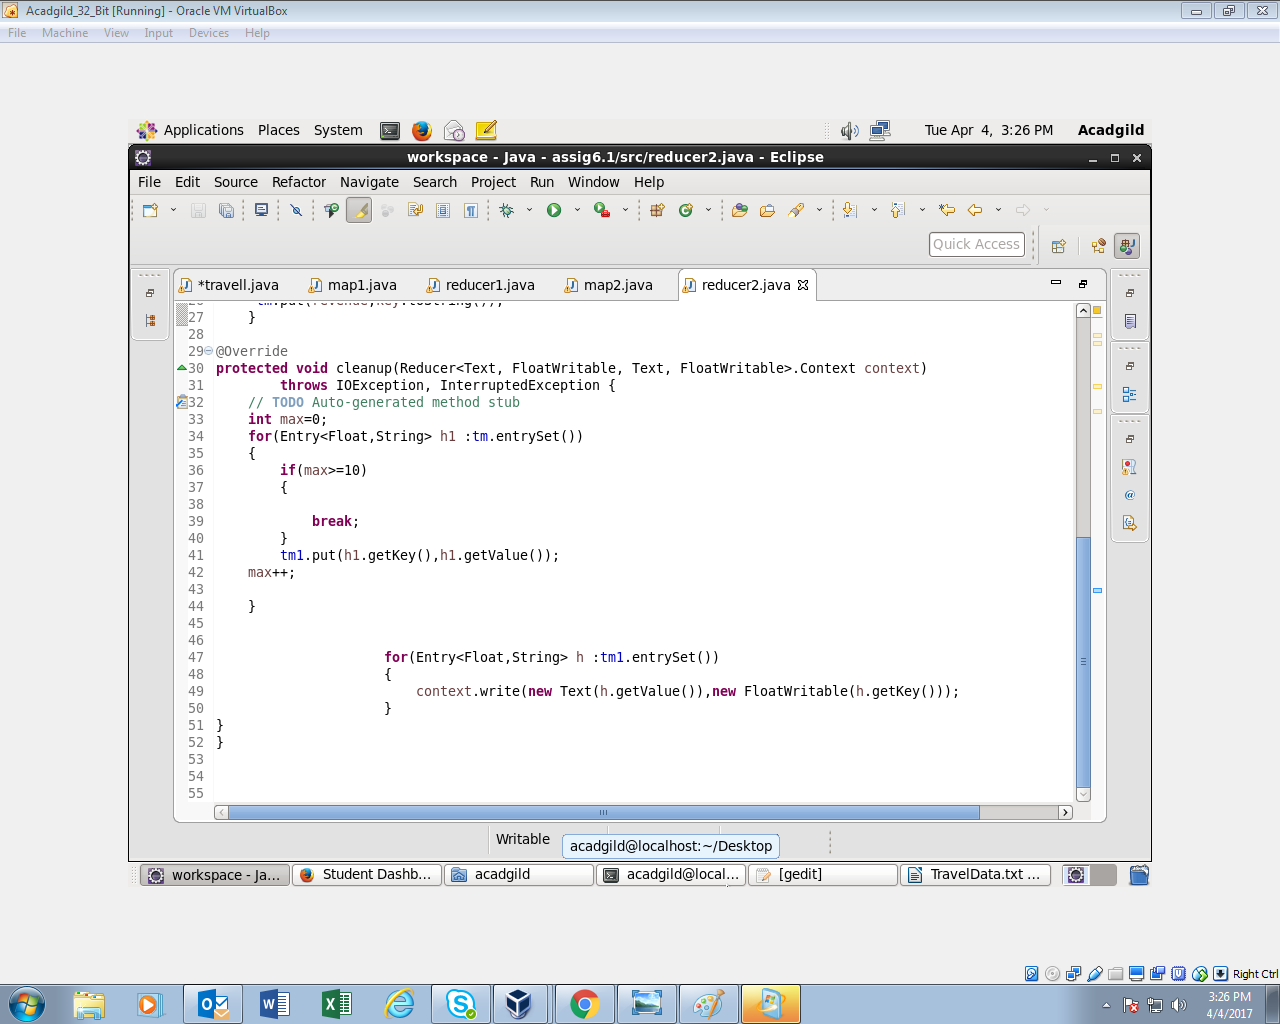 Acadgild_32_Bit [Running] - Oracle VM VirtualBox
File Machine View Input Devices Help
Applications Places System Tue Apr 4, 3:26 PM Acadgild
workspace - Java - assig6.1/src/reducer2.java - Eclipse
File Edit Source Refactor Navigate Search Project Run Window Help
Quick Access
*travell.java map1.java reducer1.java map2.java reducer2.java
26 tm.put(revenue,key.toString());
27 }
28
29 @Override
30 protected void cleanup(Reducer<Text, FloatWritable, Text, FloatWritable>.Context context)
31 throws IOException, InterruptedException {
32 // TODO Auto-generated method stub
33 int max=0;
34 for(Entry<Float,String> h1 :tm.entrySet())
35 {
36 if(max>=10)
37 {
38
39 break;
40 }
41 tm1.put(h1.getKey(),h1.getValue());
42 max++;
43
44 }
45
46
47 for(Entry<Float,String> h :tm1.entrySet())
48 {
49 context.write(new Text(h.getValue()),new FloatWritable(h.getKey()));
50 }
51 }
52 }
53
54
55
Writable
acadgild@localhost:~/Desktop
workspace - Ja... Student Dashb... acadgild acadgild@local... [gedit] TravelData.txt ...
Right Ctrl
3:26 PM
4/4/2017